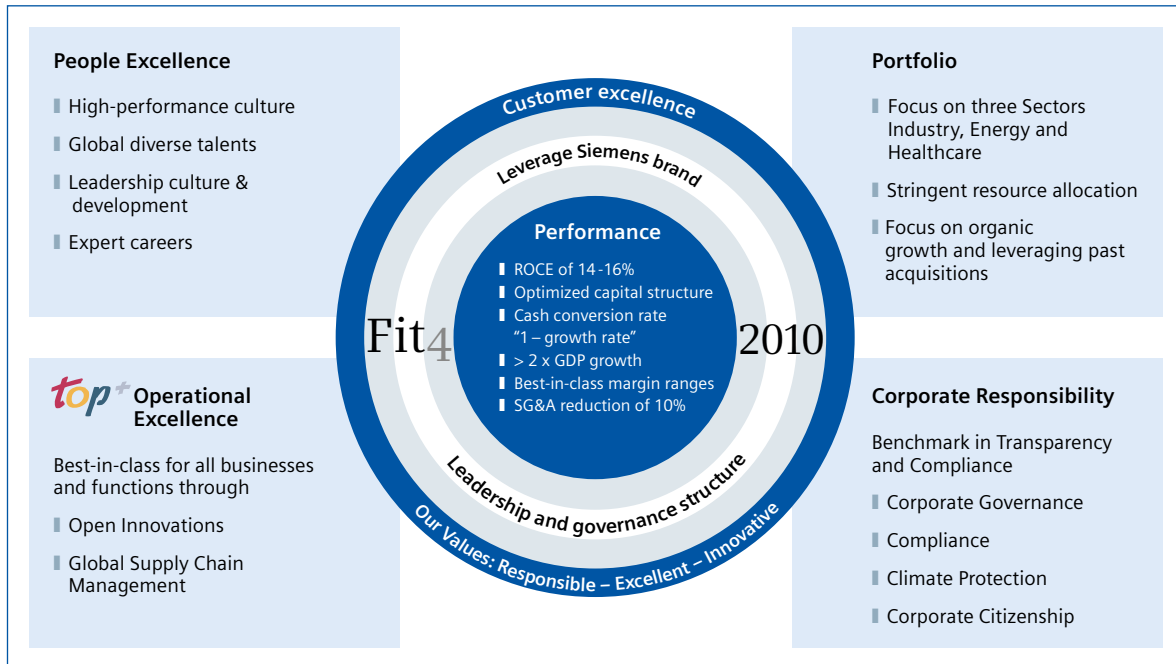 People Excellence
High-performance culture
Global diverse talents
Leadership culture &
development
Expert careers
Portfolio
Focus on three Sectors
Industry, Energy and
Healthcare
Stringent resource allocation
Focus on organic
growth and leveraging past
acquisitions
Customer excellence
Leverage Siemens brand
Performance
ROCE of 14-16%
Optimized capital structure
Cash conversion rate
"1 – growth rate"
> 2 x GDP growth
Best-in-class margin ranges
SG&A reduction of 10%
Fit4 2010
Leadership and governance structure
Our Values: Responsible – Excellent – Innovative
top+ Operational
Excellence
Best-in-class for all businesses
and functions through
Open Innovations
Global Supply Chain
Management
Corporate Responsibility
Benchmark in Transparency
and Compliance
Corporate Governance
Compliance
Climate Protection
Corporate Citizenship